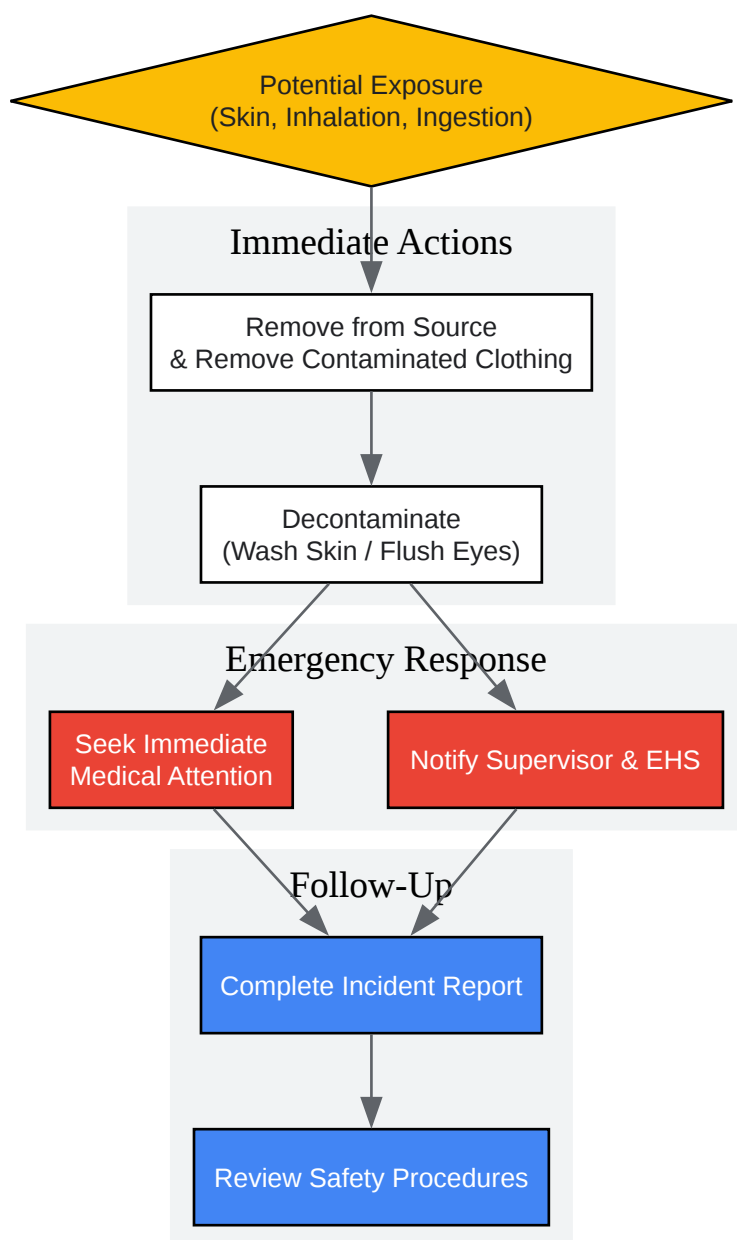 Potential Exposure
(Skin, Inhalation, Ingestion)
Immediate Actions
Remove from Source
& Remove Contaminated Clothing
Decontaminate
(Wash Skin / Flush Eyes)
Emergency Response
Seek Immediate
Medical Attention
Notify Supervisor & EHS
Follow-Up
Complete Incident Report
Review Safety Procedures